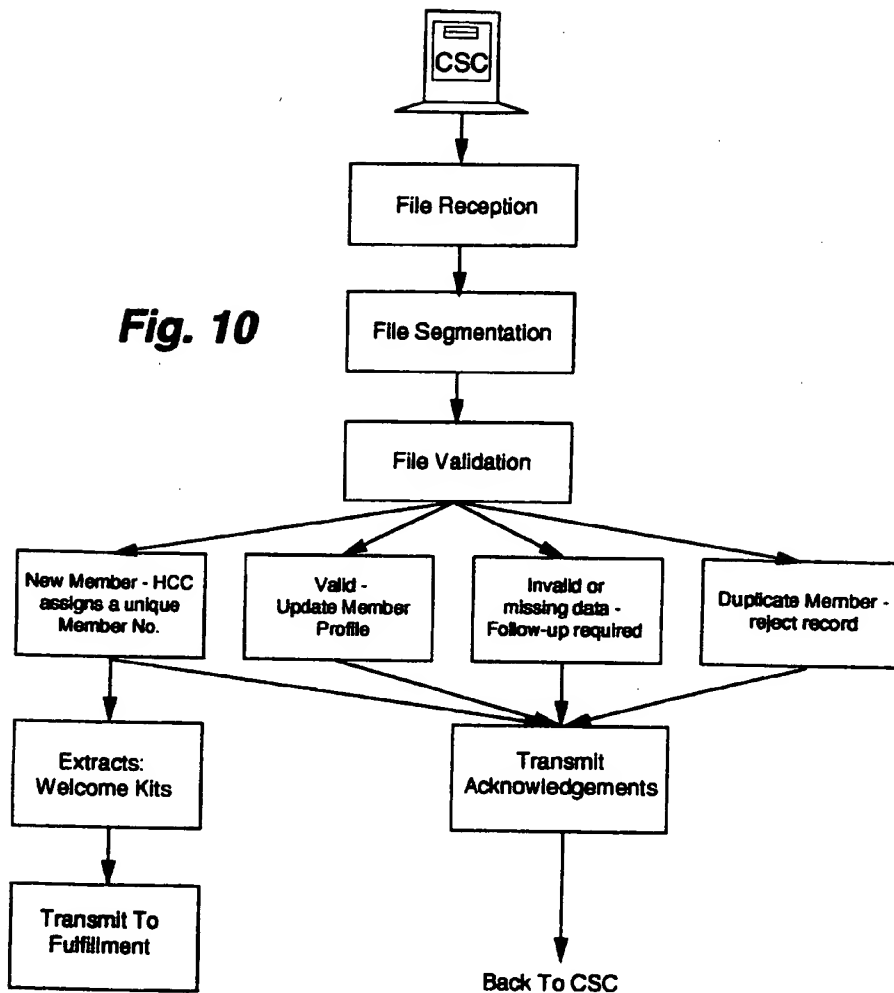 CSC
File Reception
Fig. 10
File Segmentation
File Validation
New Member - HCC
assigns a unique
Member No.
Valid -
Update Member
Profile
Invalid or
missing data -
Follow-up required
Duplicate Member -
reject record
Extracts:
Welcome Kits
Transmit
Acknowledgements
Transmit To
Fulfillment
Back To CSC